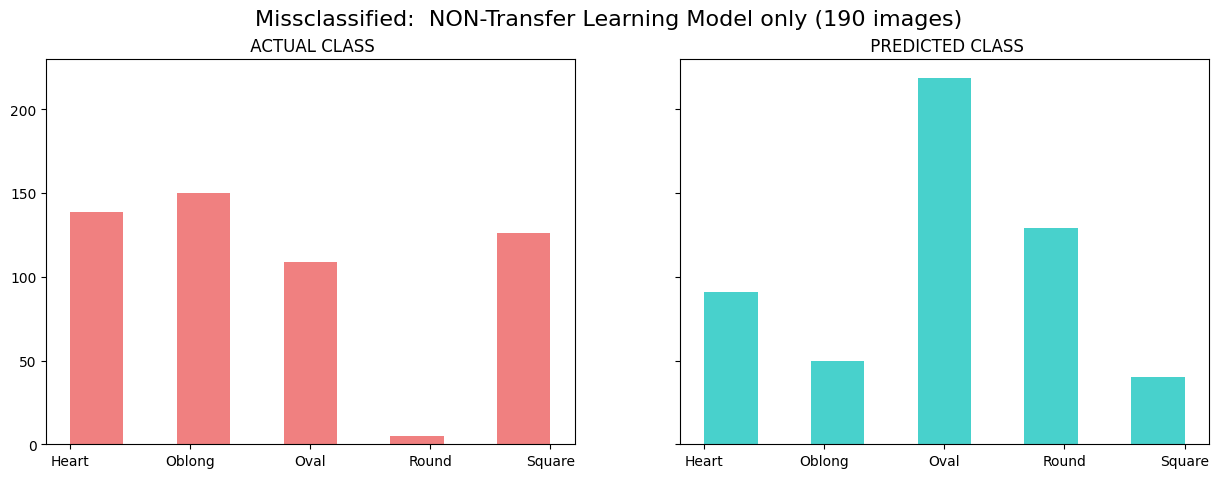 Missclassified:  NON-Transfer Learning Model only (190 images)
ACTUAL CLASS
200
150
100
50
0
Heart Oblong Oval Round Square
PREDICTED CLASS
Heart Oblong Oval Round Square